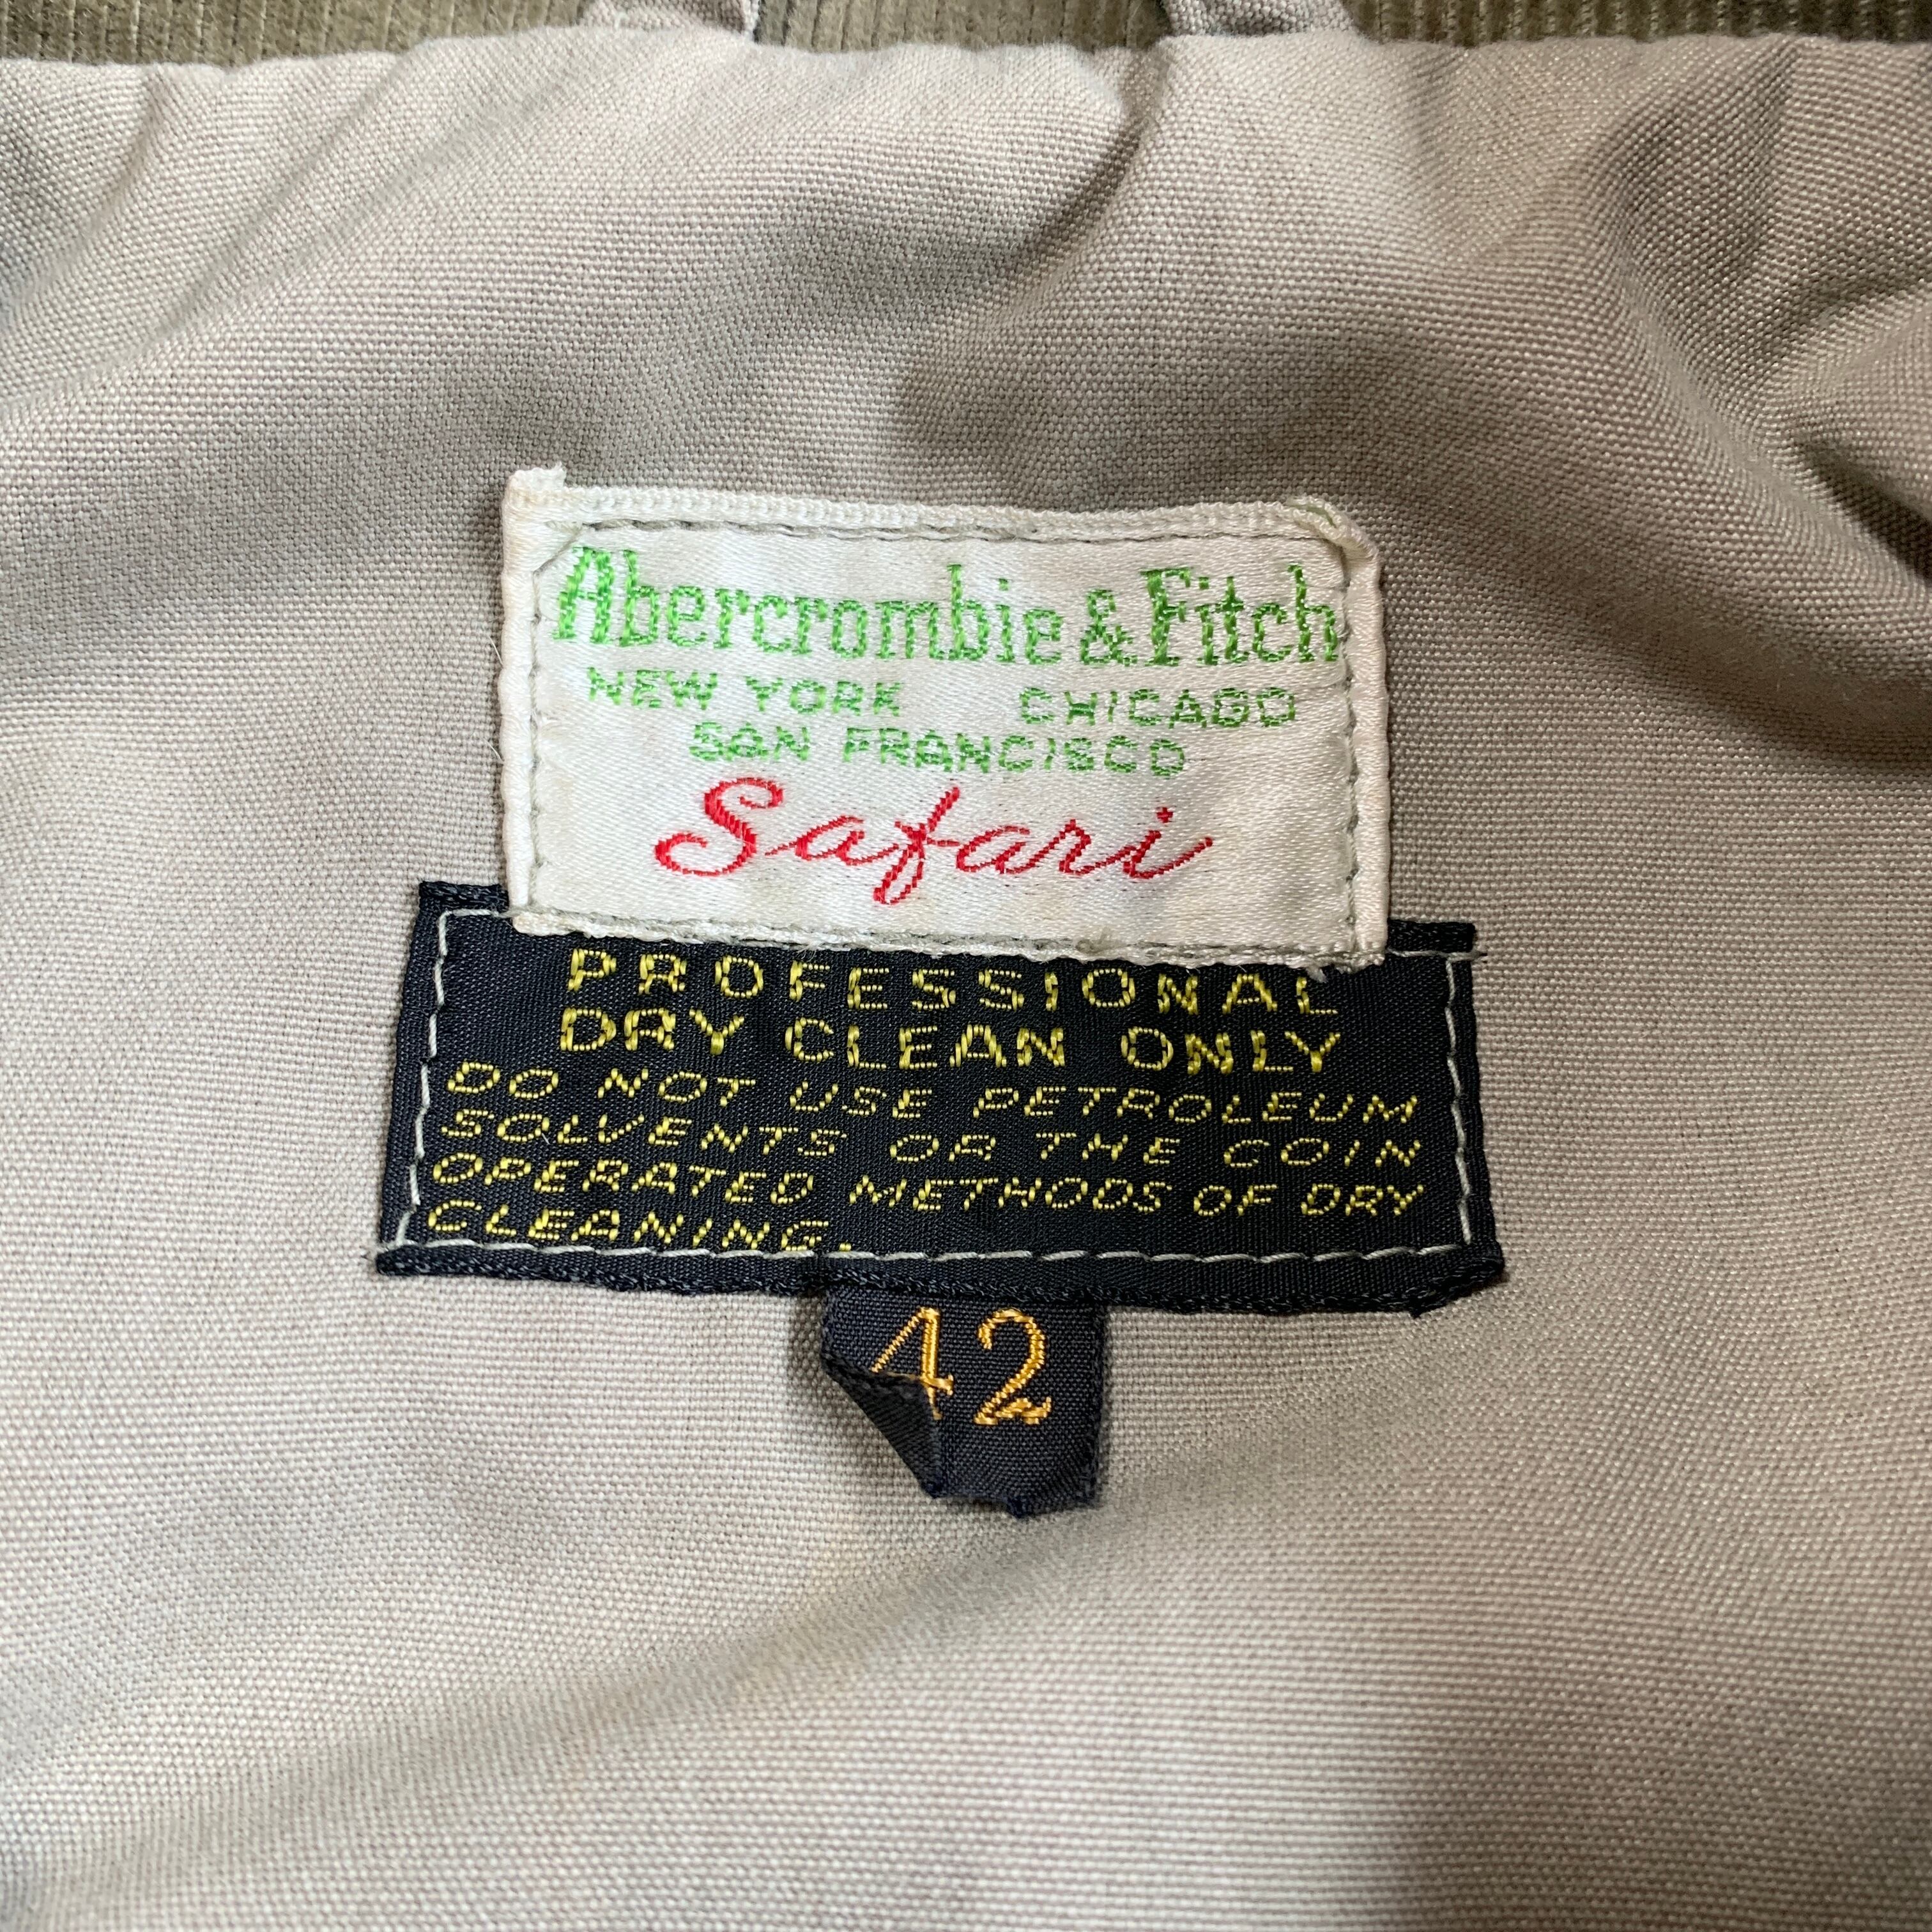 Abercrombie & Fitch
NEW YORK CHICAGO
SAN FRANCISCO
Safari
PROFESSIONAL
DRY CLEAN ONLY
DO NOT USE PETROLEUM
SOLVENTS OR THE COIN
OPERATED METHODS OF DRY
CLEANING.
42